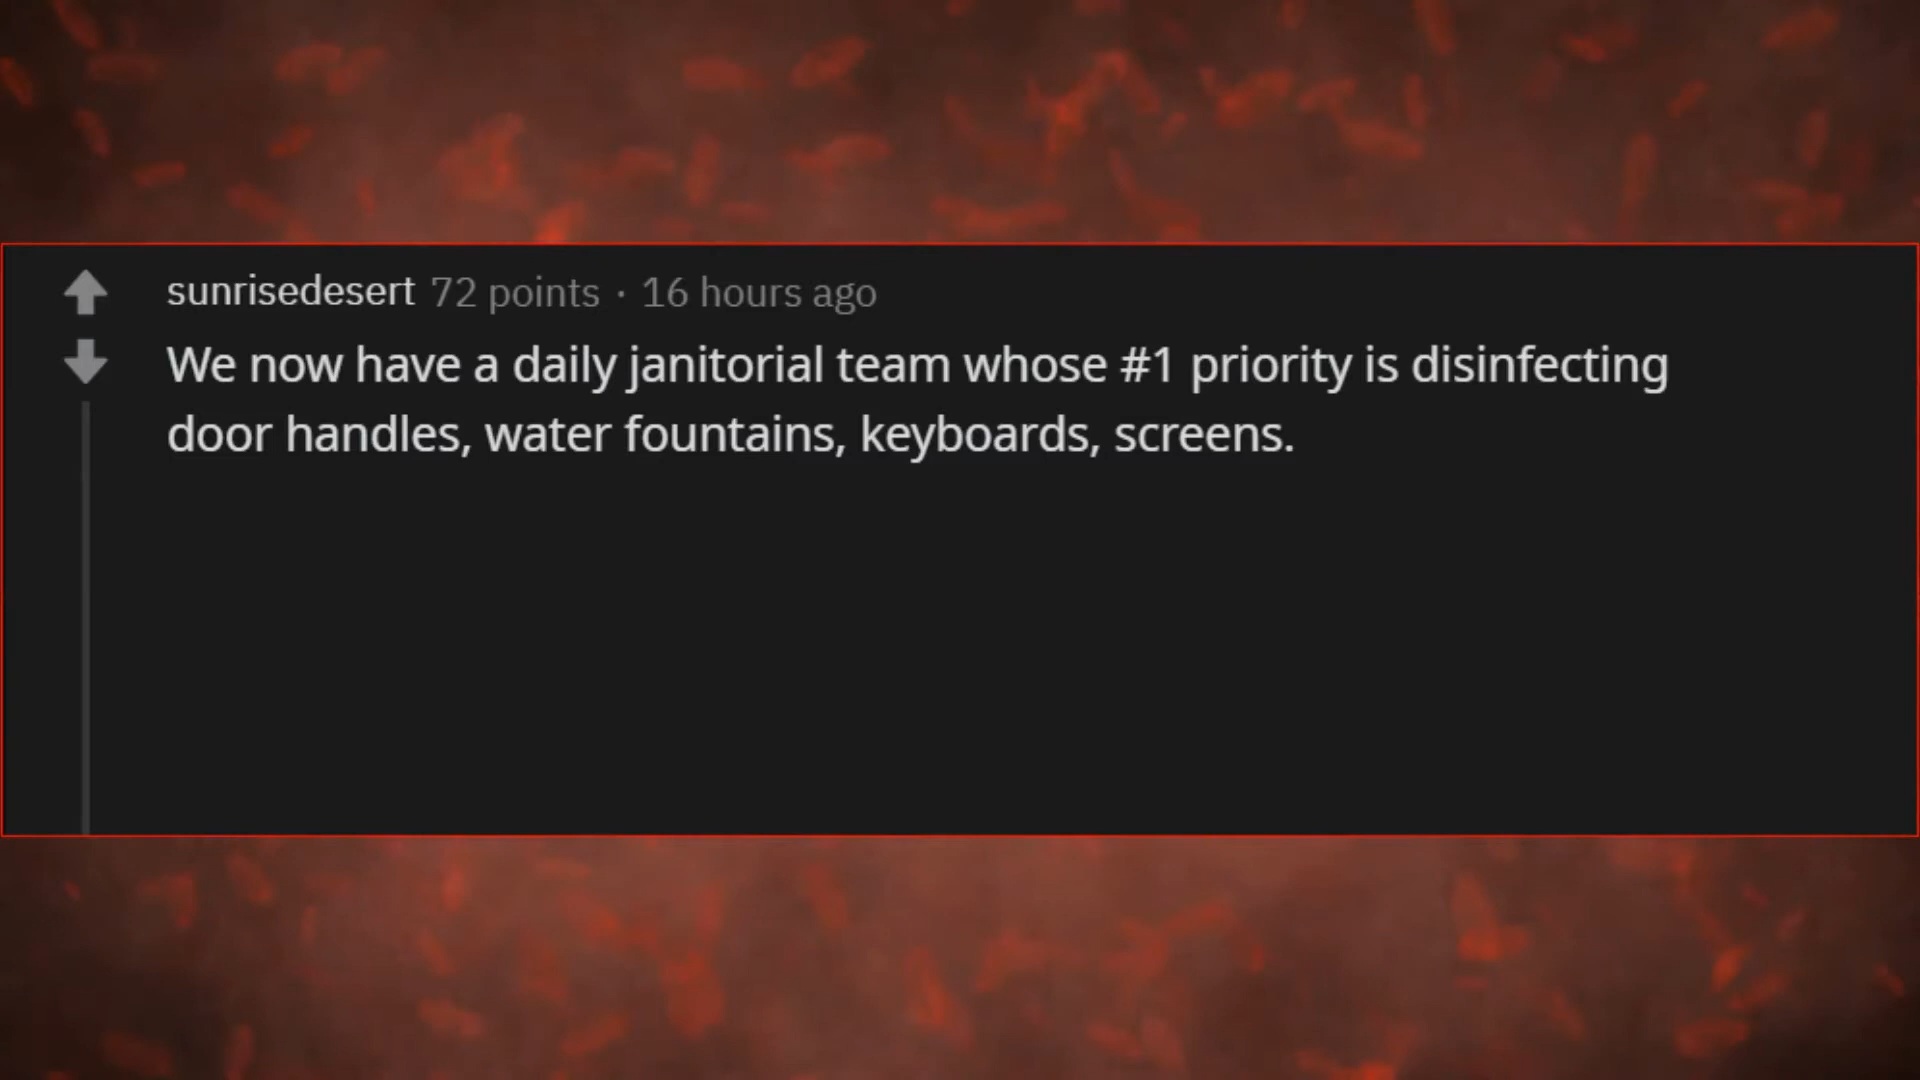 sunrisedesert 72 points · 16 hours ago
We now have a daily janitorial team whose #1 priority is disinfecting
door handles, water fountains, keyboards, screens.